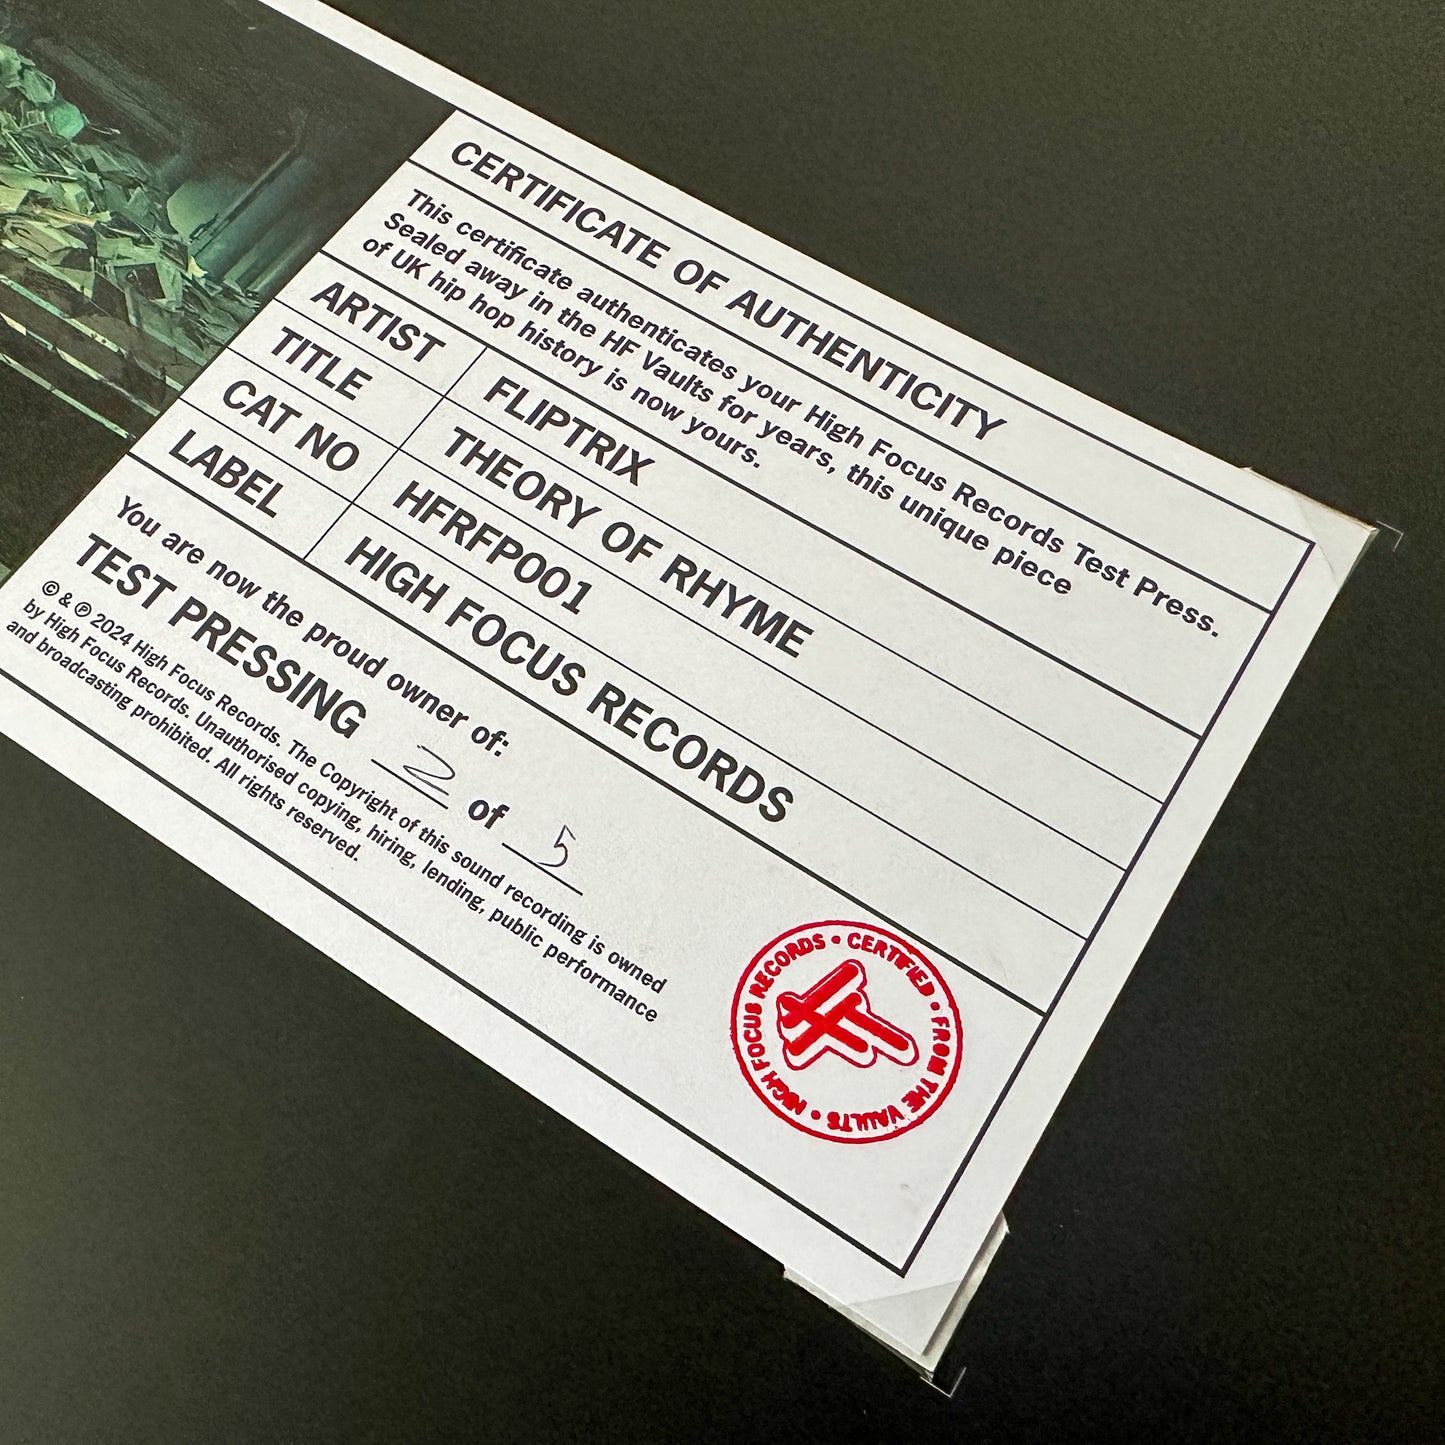 CERTIFICATE OF AUTHENTICITY
This certificate authenticates your High Focus Records Test Press.
Sealed away in the HF Vaults for years, this unique piece
of UK hip hop history is now yours.
ARTIST FLIPTRIX
TITLE THEORY OF RHYME
CAT NO HFRFP001
LABEL HIGH FOCUS RECORDS
You are now the proud owner of:
TEST PRESSING 2 of 5
© & ℗ 2024 High Focus Records. The Copyright of this sound recording is owned
by High Focus Records. Unauthorised copying, hiring, lending, public performance
and broadcasting prohibited. All rights reserved.
HIGH FOCUS RECORDS • CERTIFIED • FROM THE VAULTS •